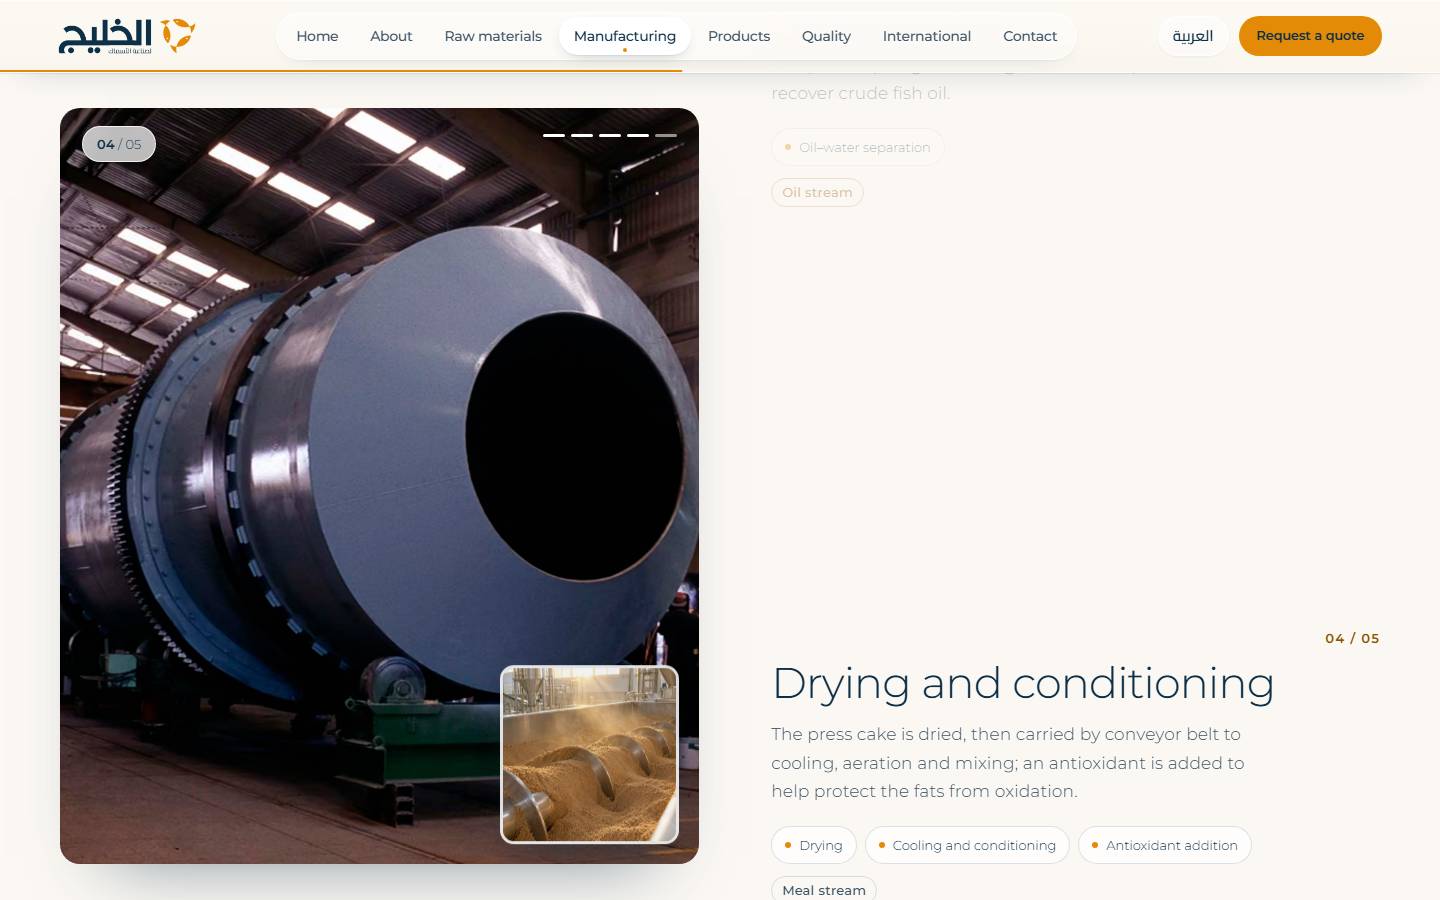 الخليج
لصناعة الأسماك
Home
About
Raw materials
Manufacturing
Products
Quality
International
Contact
العربية
Request a quote
recover crude fish oil.
Oil–water separation
Oil stream
04 / 05
04 / 05
Drying and conditioning
The press cake is dried, then carried by conveyor belt to
cooling, aeration and mixing; an antioxidant is added to
help protect the fats from oxidation.
Drying
Cooling and conditioning
Antioxidant addition
Meal stream